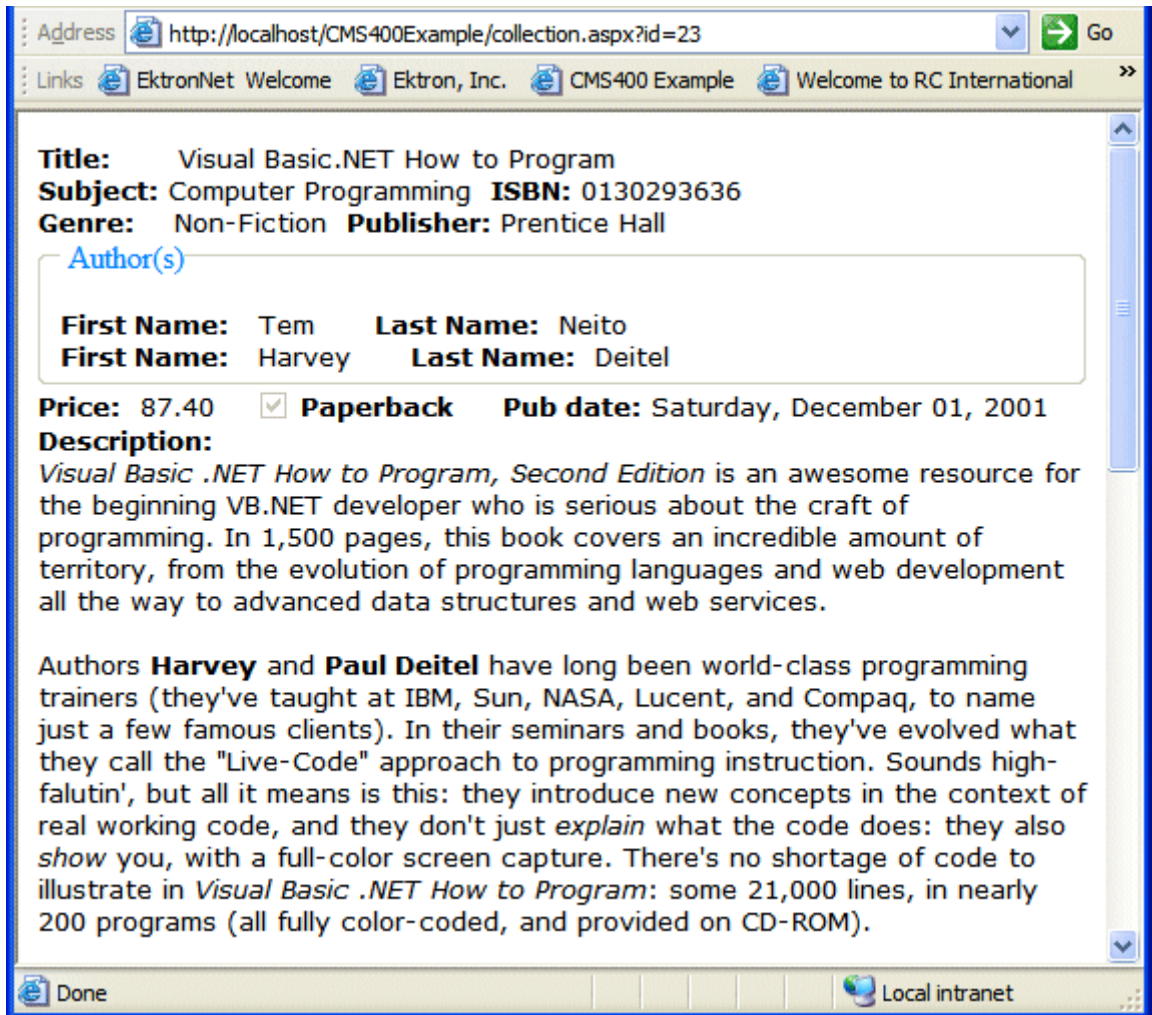 Address http://localhost/CMS400Example/collection.aspx?id=23 Go
Links EktronNet Welcome Ektron, Inc. CMS400 Example Welcome to RC International »
Title: Visual Basic.NET How to Program
Subject: Computer Programming ISBN: 0130293636
Genre: Non-Fiction Publisher: Prentice Hall
Author(s)
First Name: Tem Last Name: Neito
First Name: Harvey Last Name: Deitel
Price: 87.40 Paperback Pub date: Saturday, December 01, 2001
Description:
Visual Basic .NET How to Program, Second Edition is an awesome resource for
the beginning VB.NET developer who is serious about the craft of
programming. In 1,500 pages, this book covers an incredible amount of
territory, from the evolution of programming languages and web development
all the way to advanced data structures and web services.
Authors Harvey and Paul Deitel have long been world-class programming
trainers (they've taught at IBM, Sun, NASA, Lucent, and Compaq, to name
just a few famous clients). In their seminars and books, they've evolved what
they call the "Live-Code" approach to programming instruction. Sounds high-
falutin', but all it means is this: they introduce new concepts in the context of
real working code, and they don't just explain what the code does: they also
show you, with a full-color screen capture. There's no shortage of code to
illustrate in Visual Basic .NET How to Program: some 21,000 lines, in nearly
200 programs (all fully color-coded, and provided on CD-ROM).
Done Local intranet